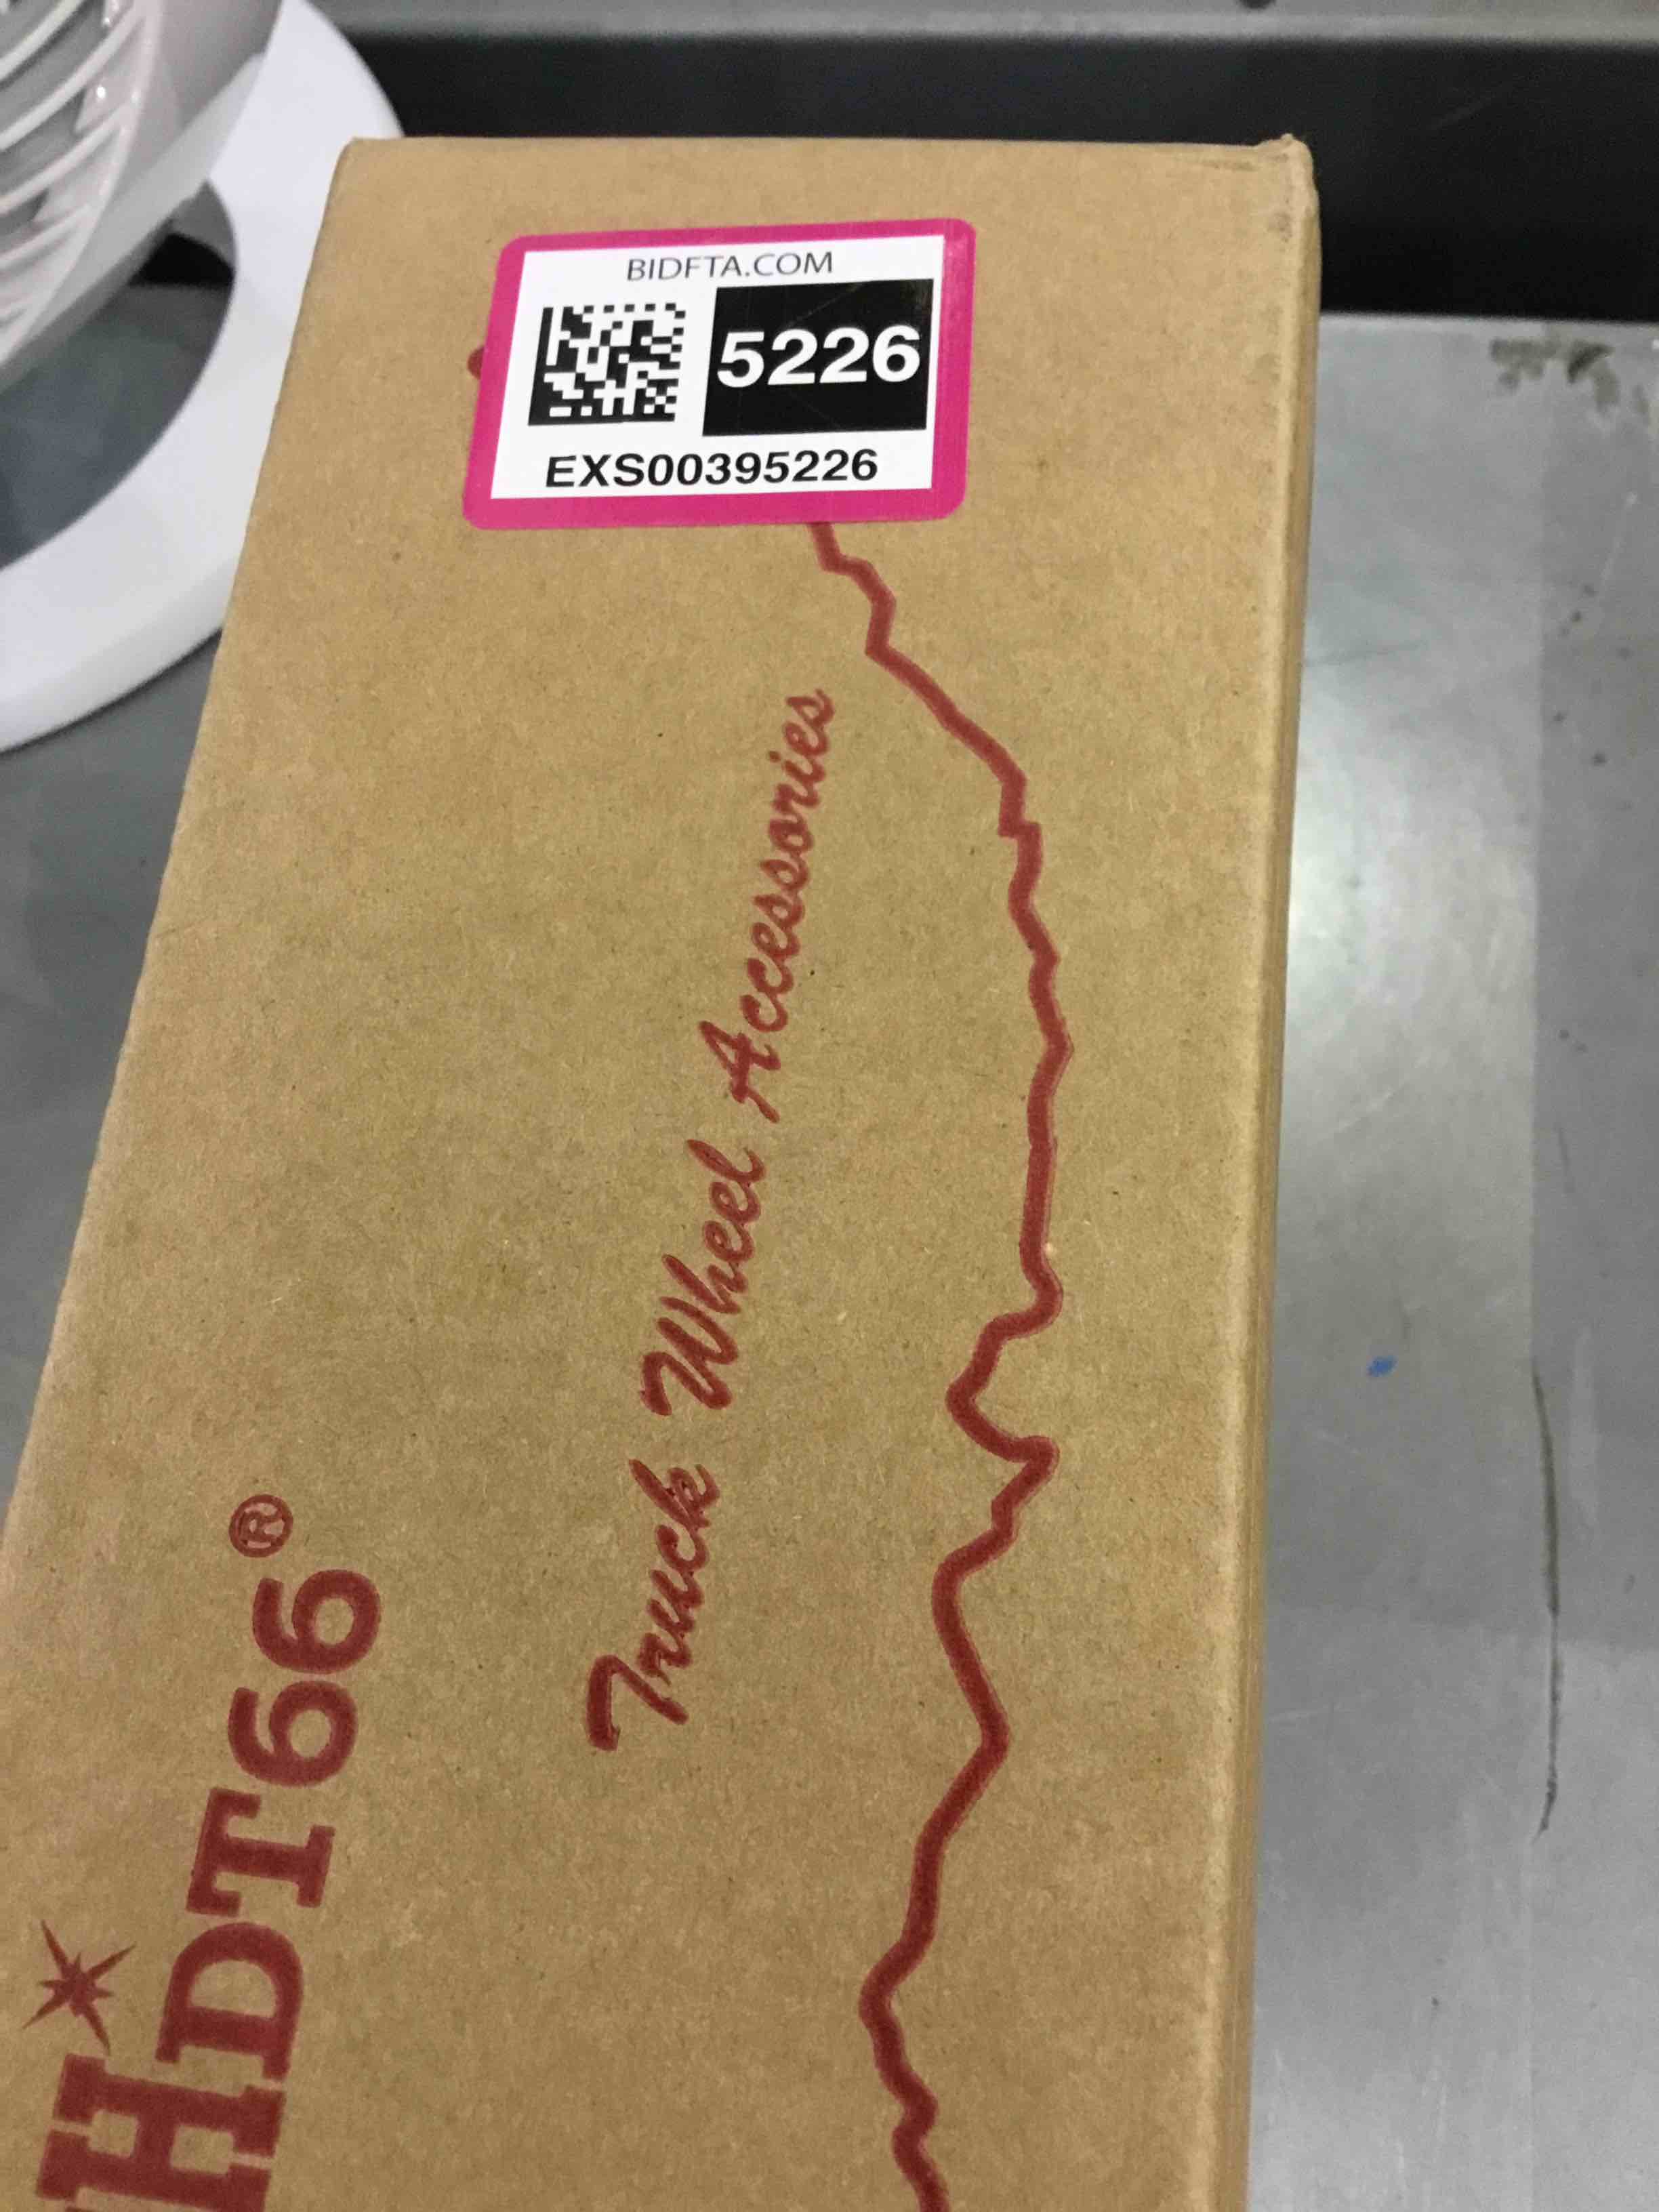 BIDFTA.COM
5226
EXS00395226
Truck Wheel Accessories
HDT66®